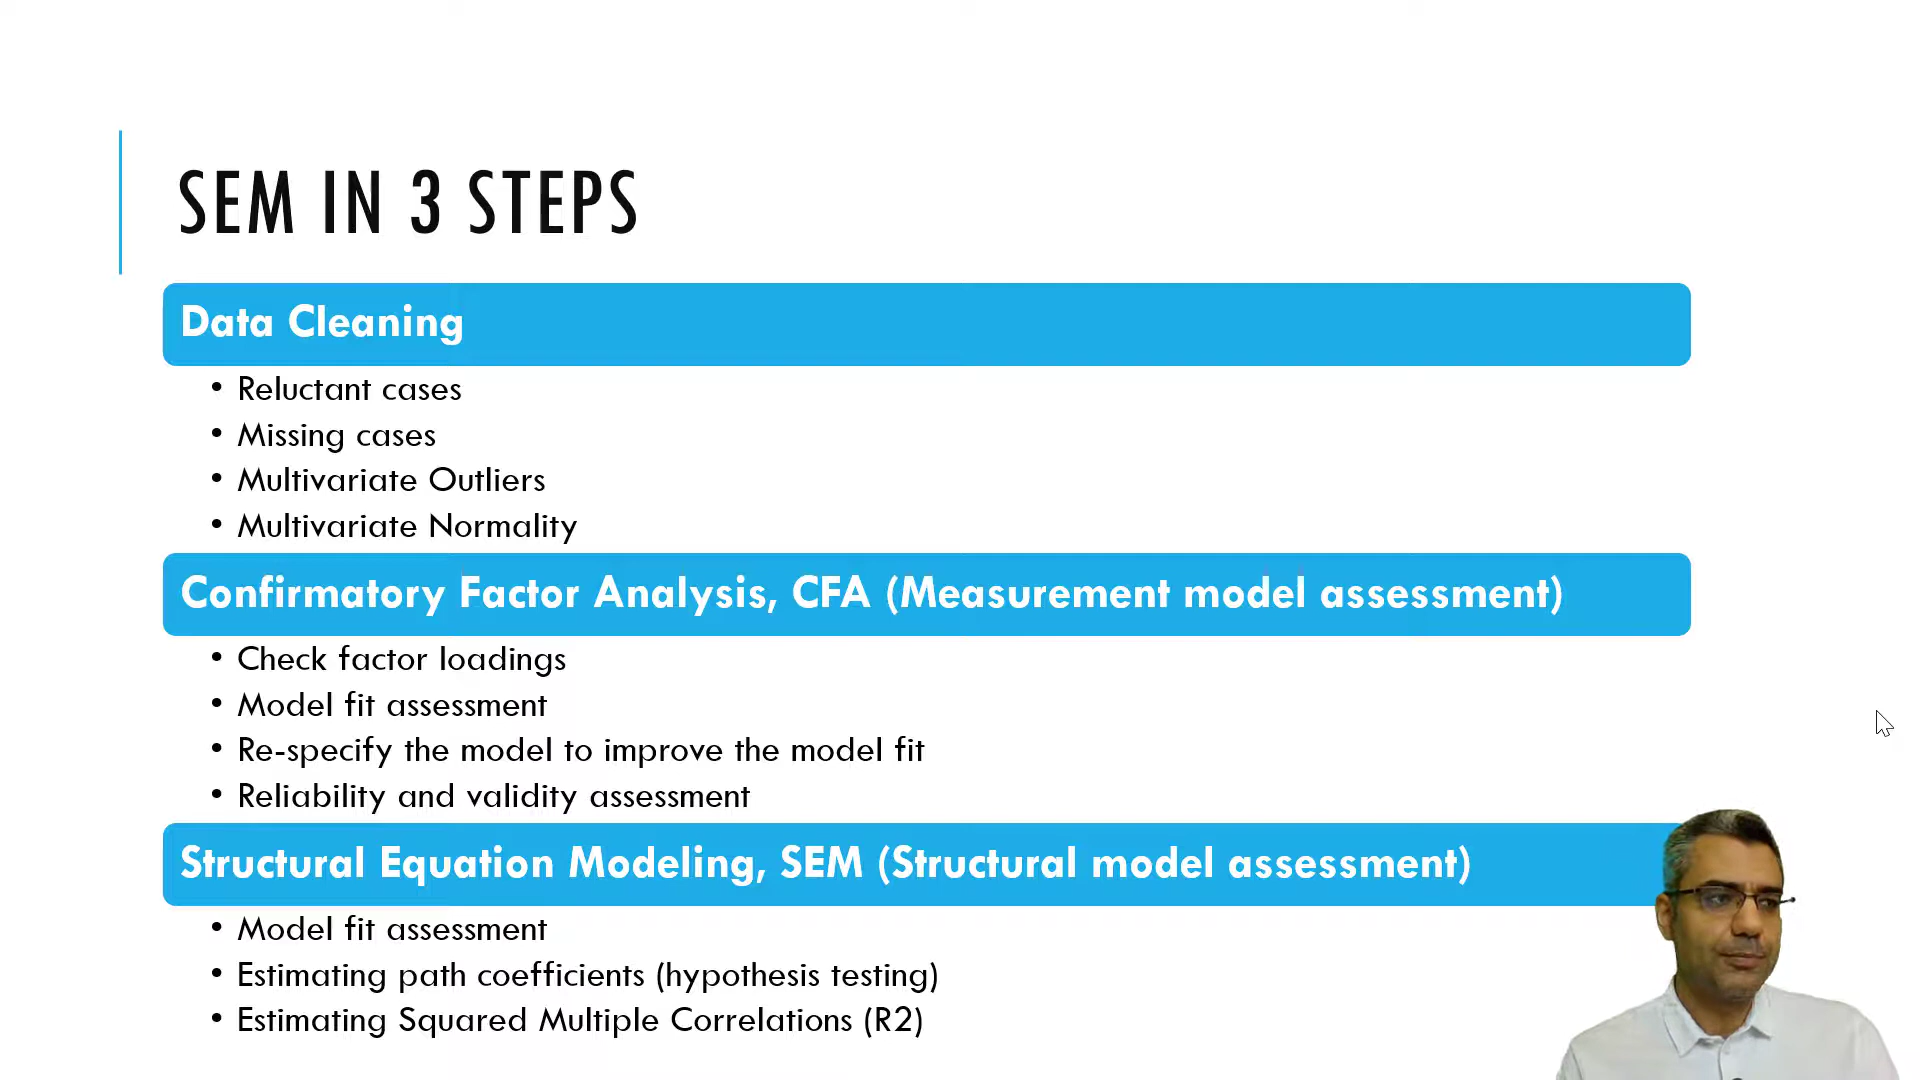 SEM IN 3 STEPS
Data Cleaning
• Reluctant cases
• Missing cases
• Multivariate Outliers
• Multivariate Normality
Confirmatory Factor Analysis, CFA (Measurement model assessment)
• Check factor loadings
• Model fit assessment
• Re-specify the model to improve the model fit
• Reliability and validity assessment
Structural Equation Modeling, SEM (Structural model assessment)
• Model fit assessment
• Estimating path coefficients (hypothesis testing)
• Estimating Squared Multiple Correlations (R2)